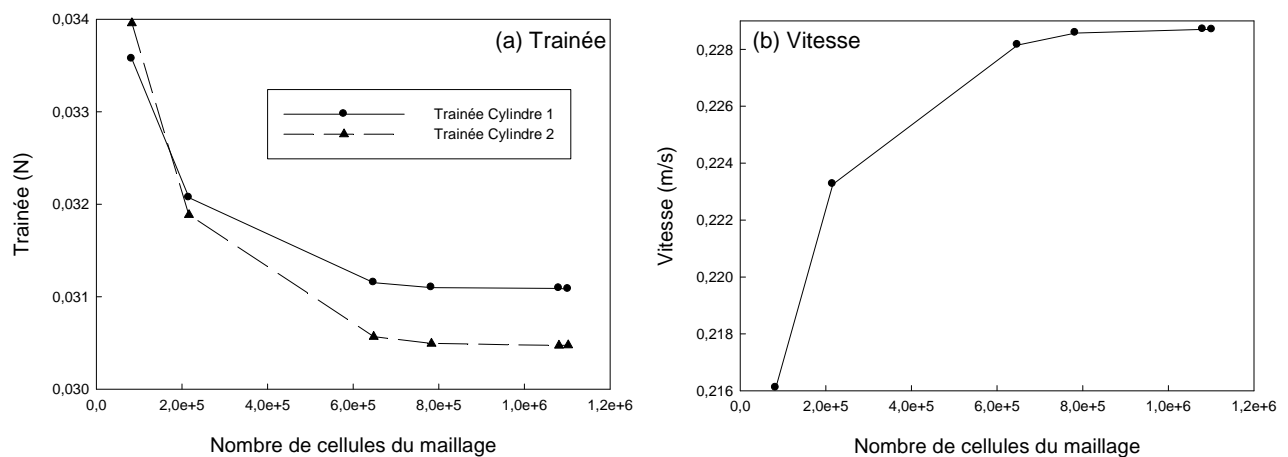 0,034
(a) Trainée
0,033
Trainée Cylindre 1
Trainée Cylindre 2
Trainée (N)
0,032
0,031
0,030
0,0 2,0e+5 4,0e+5 6,0e+5 8,0e+5 1,0e+6 1,2e+6
Nombre de cellules du maillage
(b) Vitesse
0,228
0,226
0,224
Vitesse (m/s)
0,222
0,220
0,218
0,216
0,0 2,0e+5 4,0e+5 6,0e+5 8,0e+5 1,0e+6 1,2e+6
Nombre de cellules du maillage